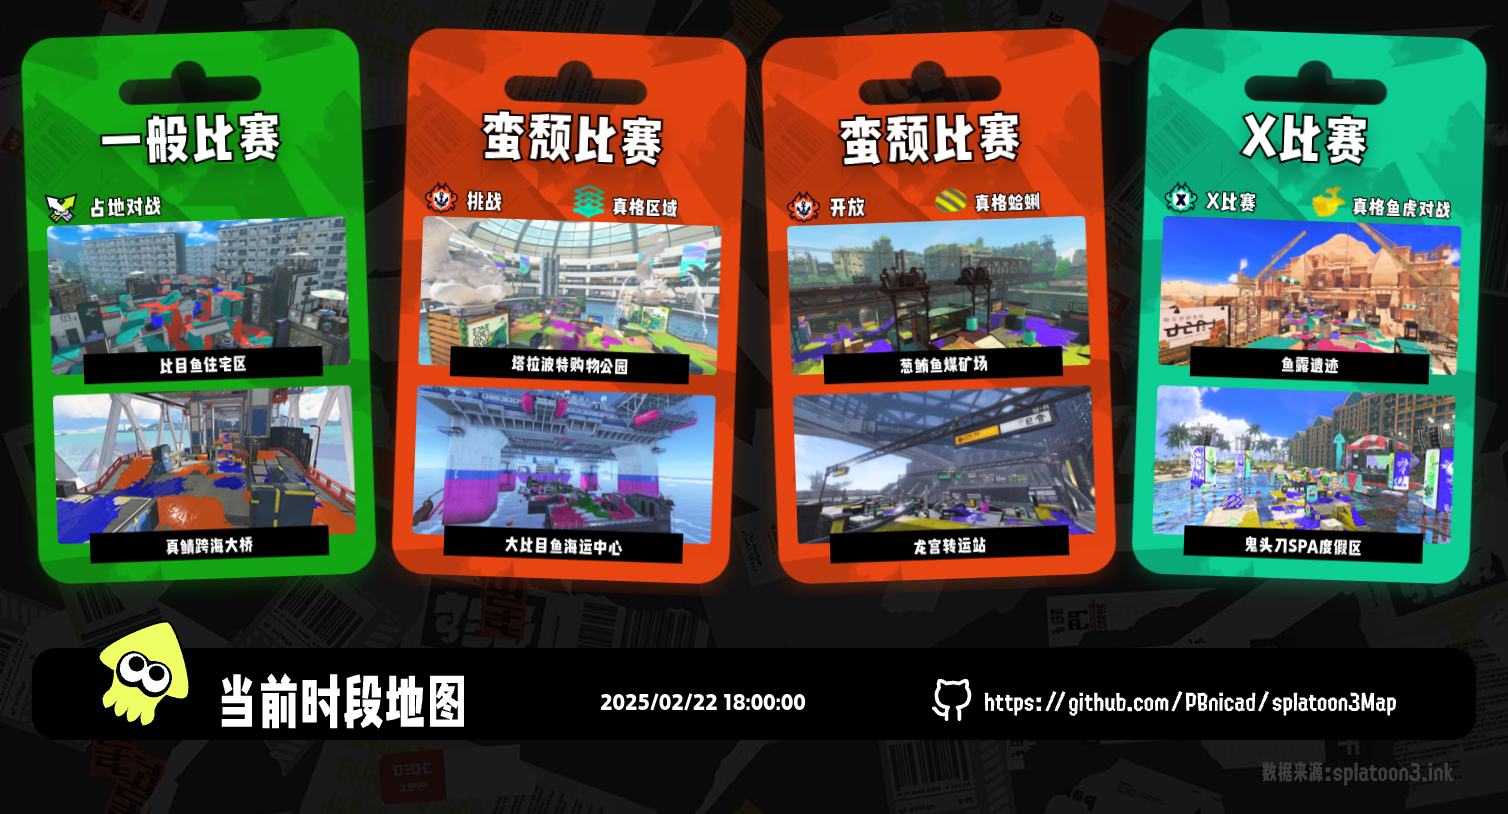 一般比赛
占地对战
比目鱼住宅区
真鲭跨海大桥
蛮颓比赛
挑战
真格区域
塔拉波特购物公园
大比目鱼海运中心
蛮颓比赛
开放
真格蛤蜊
葱鲔鱼煤矿场
龙宫转运站
X比赛
X比赛
真格鱼虎对战
鱼露遗迹
鬼头刀SPA度假区
当前时段地图
2025/02/22 18:00:00
https://github.com/PBnicad/splatoon3Map
数据来源:splatoon3.ink